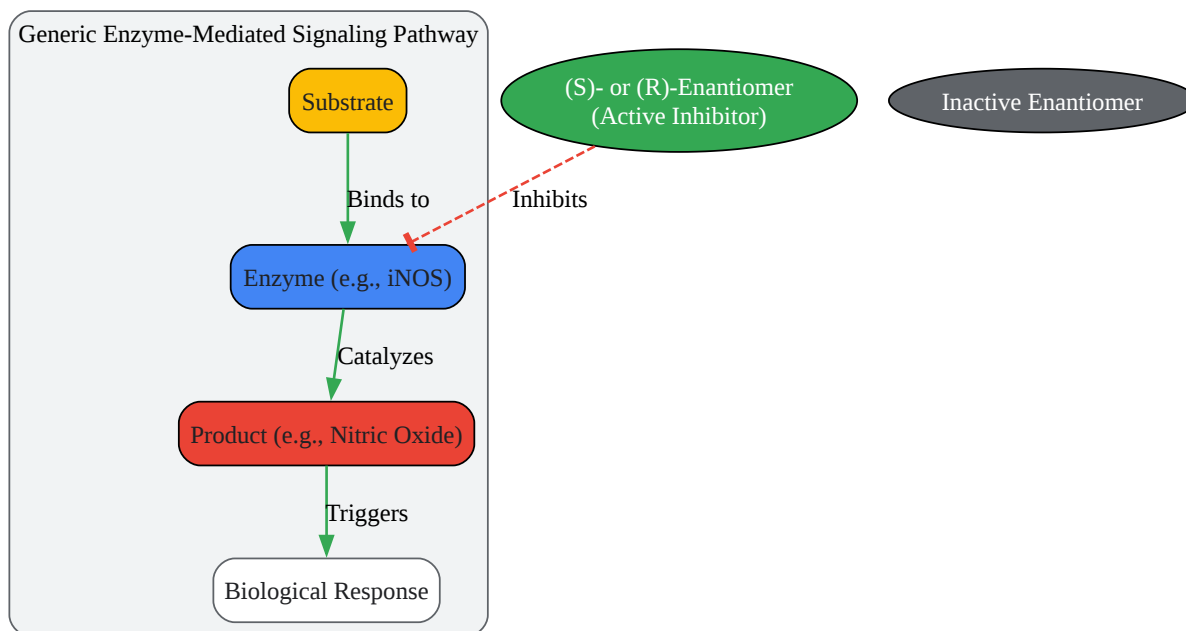 Generic Enzyme-Mediated Signaling Pathway
Substrate
(S)- or (R)-Enantiomer
(Active Inhibitor)
Inactive Enantiomer
Binds to
Inhibits
Enzyme (e.g., iNOS)
Catalyzes
Product (e.g., Nitric Oxide)
Triggers
Biological Response